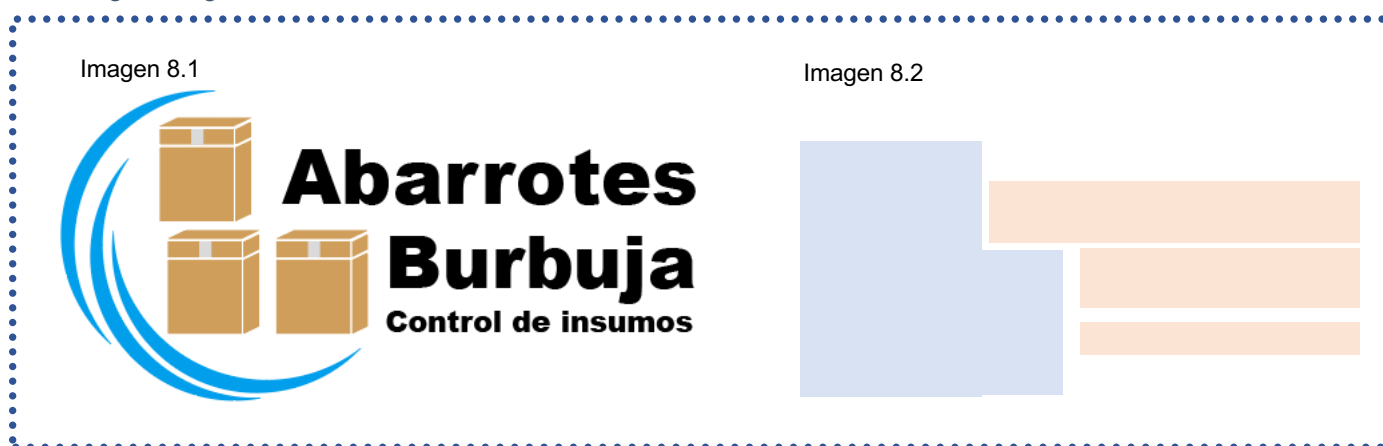 Imagen 8.1
Imagen 8.2
Abarrotes
Burbuja
Control de insumos